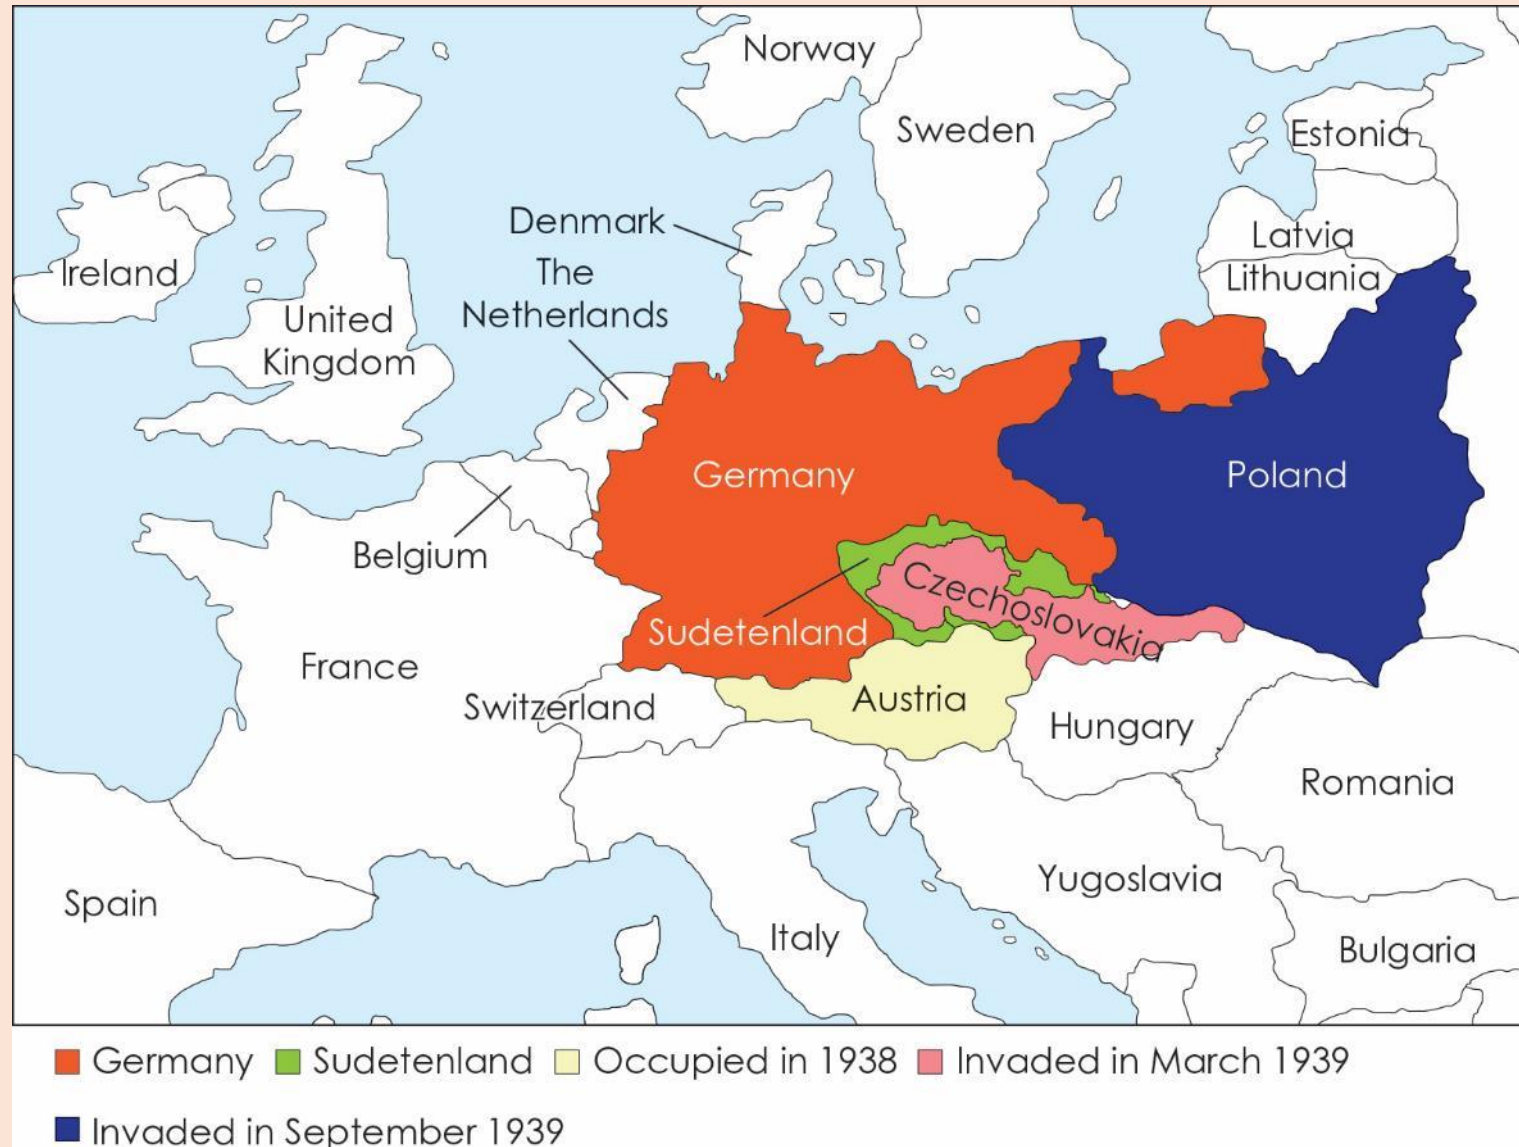 Norway
Sweden
Estonia
Denmark
Latvia
The
Netherlands
Ireland
Lithuania
United
Kingdom
Germany
Poland
Belgium
Czechoslovakia
Sudetenland
France
Switzerland
Austria
Hungary
Romania
Yugoslavia
Spain
Italy
Bulgaria
Germany Sudetenland Occupied in 1938 Invaded in March 1939
Invaded in September 1939